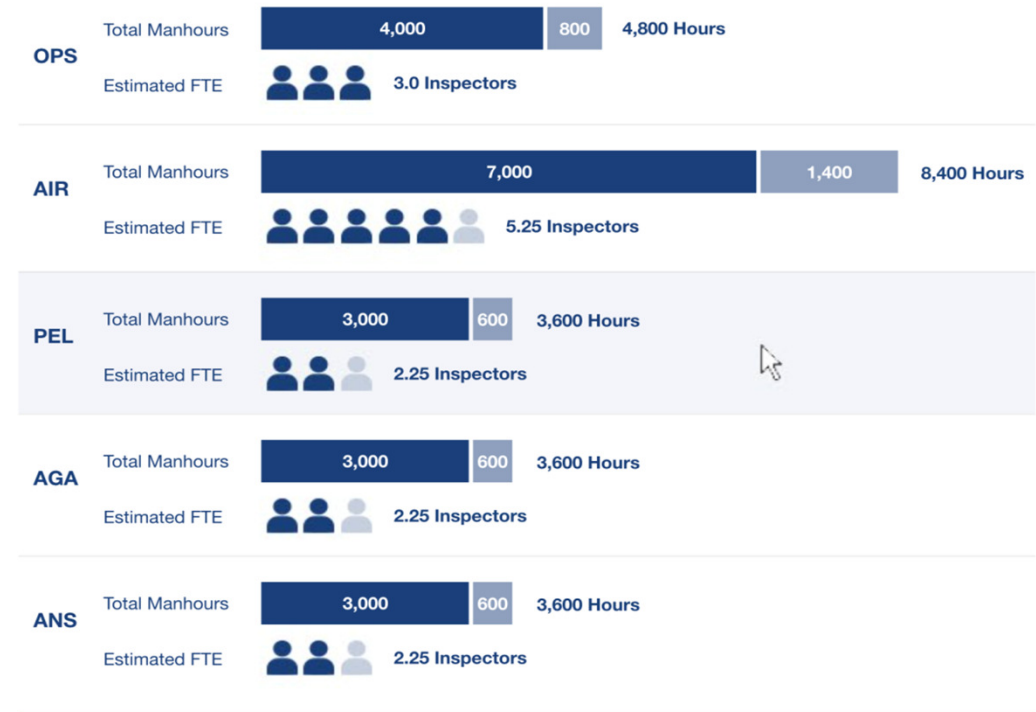 Total Manhours 4,000 800 4,800 Hours
OPS
Estimated FTE 3.0 Inspectors
Total Manhours 7,000 1,400 8,400 Hours
AIR
Estimated FTE 5.25 Inspectors
Total Manhours 3,000 600 3,600 Hours
PEL
Estimated FTE 2.25 Inspectors
Total Manhours 3,000 600 3,600 Hours
AGA
Estimated FTE 2.25 Inspectors
Total Manhours 3,000 600 3,600 Hours
ANS
Estimated FTE 2.25 Inspectors